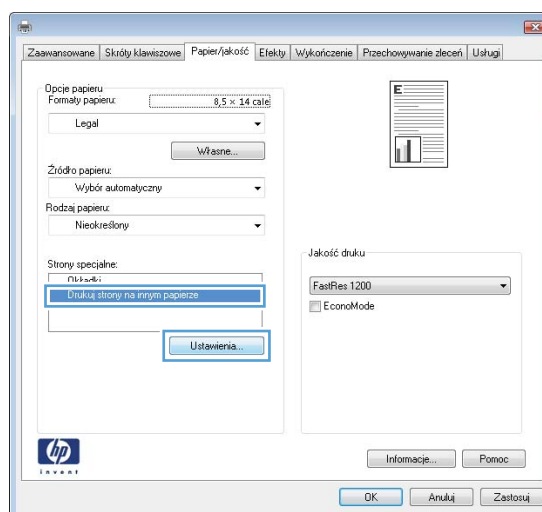 Zaawansowane Skróty klawiszowe Papier/jakość Efekty Wykończenie Przechowywanie zleceń Usługi
Opcje papieru
Formaty papieru: 8,5 × 14 cale
Legal
Własne...
Źródło papieru:
Wybór automatyczny
Rodzaj papieru:
Nieokreślony
Strony specjalne:
Okładki
Drukuj strony na innym papierze
Ustawienia...
E
Jakość druku
FastRes 1200
EconoMode
hp
invent
Informacje... Pomoc
OK Anuluj Zastosuj